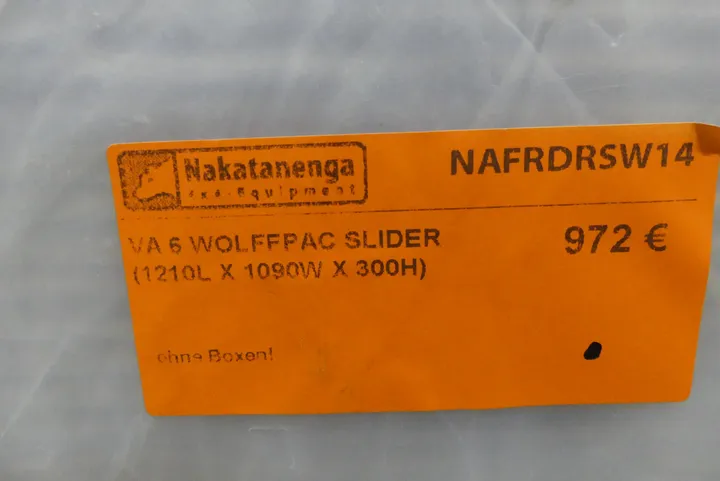 Nakatanenga
4x4-Equipment
NAFRDRSW14
VA 6 WOLFFPAC SLIDER
972 €
(1210L X 1090W X 300H)
ohne Boxen!